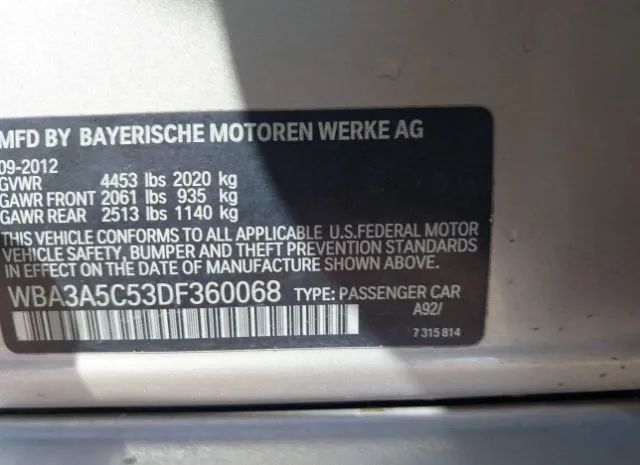 MFD BY BAYERISCHE MOTOREN WERKE AG
09-2012
GVWR 4453 lbs 2020 kg
GAWR FRONT 2061 lbs 935 kg
GAWR REAR 2513 lbs 1140 kg
THIS VEHICLE CONFORMS TO ALL APPLICABLE U.S.FEDERAL MOTOR
VEHICLE SAFETY, BUMPER AND THEFT PREVENTION STANDARDS
IN EFFECT ON THE DATE OF MANUFACTURE SHOWN ABOVE.
WBA3A5C53DF360068 TYPE: PASSENGER CAR
A92/
7 315 814